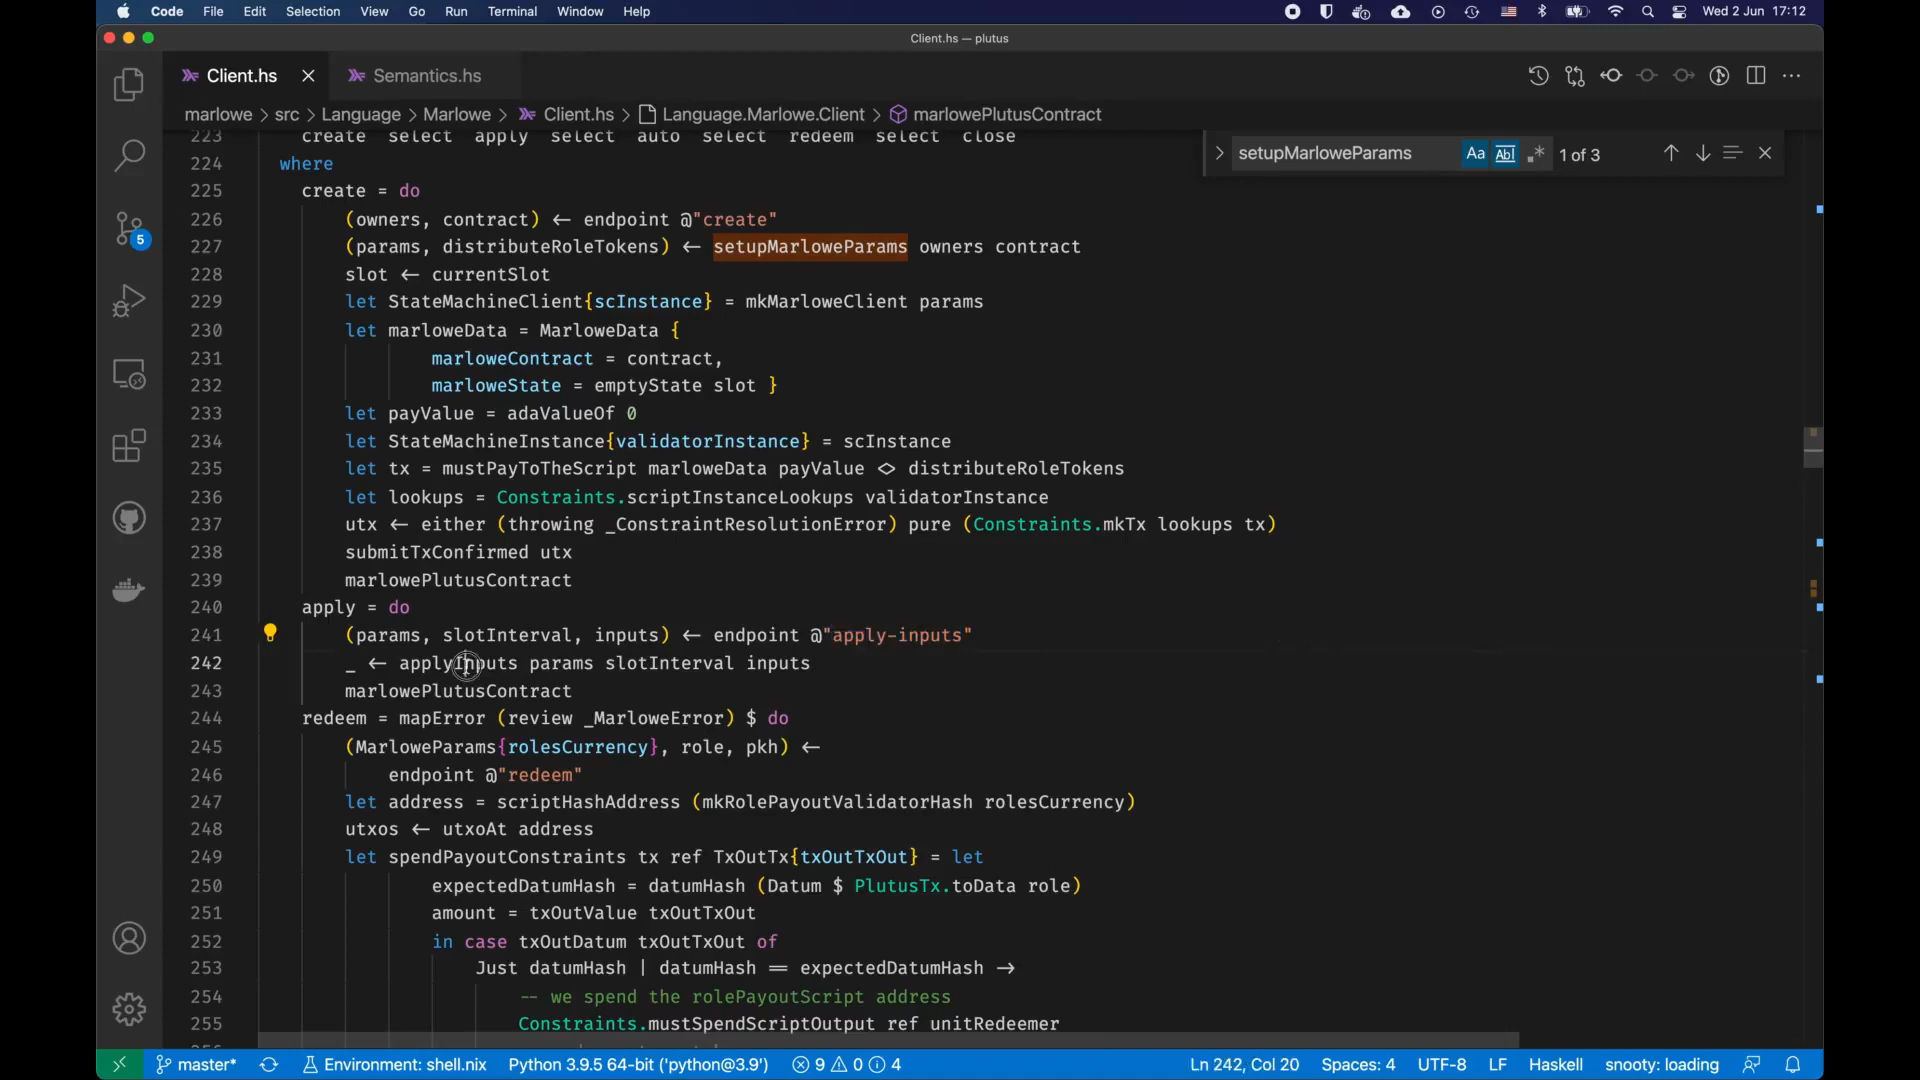 Code File Edit Selection View Go Run Terminal Window Help Wed 2 Jun 17:12
Client.hs — plutus
Client.hs Semantics.hs
marlowe > src > Language > Marlowe > Client.hs > Language.Marlowe.Client > marlowePlutusContract
setupMarloweParams Aa Abl .* 1 of 3
223 create select apply select auto select redeem select close
224 where
225 create = do
226 (owners, contract) ← endpoint @"create"
227 (params, distributeRoleTokens) ← setupMarloweParams owners contract
228 slot ← currentSlot
229 let StateMachineClient{scInstance} = mkMarloweClient params
230 let marloweData = MarloweData {
231 marloweContract = contract,
232 marloweState = emptyState slot }
233 let payValue = adaValueOf 0
234 let StateMachineInstance{validatorInstance} = scInstance
235 let tx = mustPayToTheScript marloweData payValue <> distributeRoleTokens
236 let lookups = Constraints.scriptInstanceLookups validatorInstance
237 utx ← either (throwing _ConstraintResolutionError) pure (Constraints.mkTx lookups tx)
238 submitTxConfirmed utx
239 marlowePlutusContract
240 apply = do
241 (params, slotInterval, inputs) ← endpoint @"apply-inputs"
242 _ ← applyInputs params slotInterval inputs
243 marlowePlutusContract
244 redeem = mapError (review _MarloweError) $ do
245 (MarloweParams{rolesCurrency}, role, pkh) ←
246 endpoint @"redeem"
247 let address = scriptHashAddress (mkRolePayoutValidatorHash rolesCurrency)
248 utxos ← utxoAt address
249 let spendPayoutConstraints tx ref TxOutTx{txOutTxOut} = let
250 expectedDatumHash = datumHash (Datum $ PlutusTx.toData role)
251 amount = txOutValue txOutTxOut
252 in case txOutDatum txOutTxOut of
253 Just datumHash | datumHash == expectedDatumHash →
254 -- we spend the rolePayoutScript address
255 Constraints.mustSpendScriptOutput ref unitRedeemer
5
master* Environment: shell.nix Python 3.9.5 64-bit ('python@3.9') 9 0 4 Ln 242, Col 20 Spaces: 4 UTF-8 LF Haskell snooty: loading